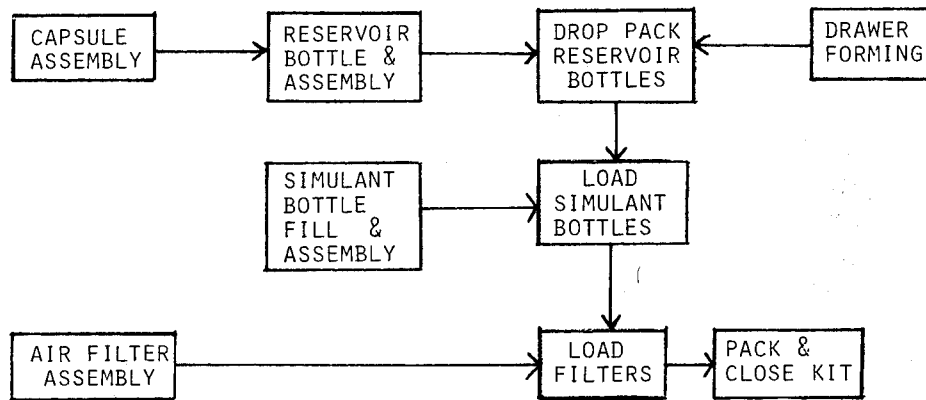 CAPSULE
ASSEMBLY
RESERVOIR
BOTTLE &
ASSEMBLY
DROP PACK
RESERVOIR
BOTTLES
DRAWER
FORMING
SIMULANT
BOTTLE
FILL &
ASSEMBLY
LOAD
SIMULANT
BOTTLES
AIR FILTER
ASSEMBLY
LOAD
FILTERS
PACK &
CLOSE KIT